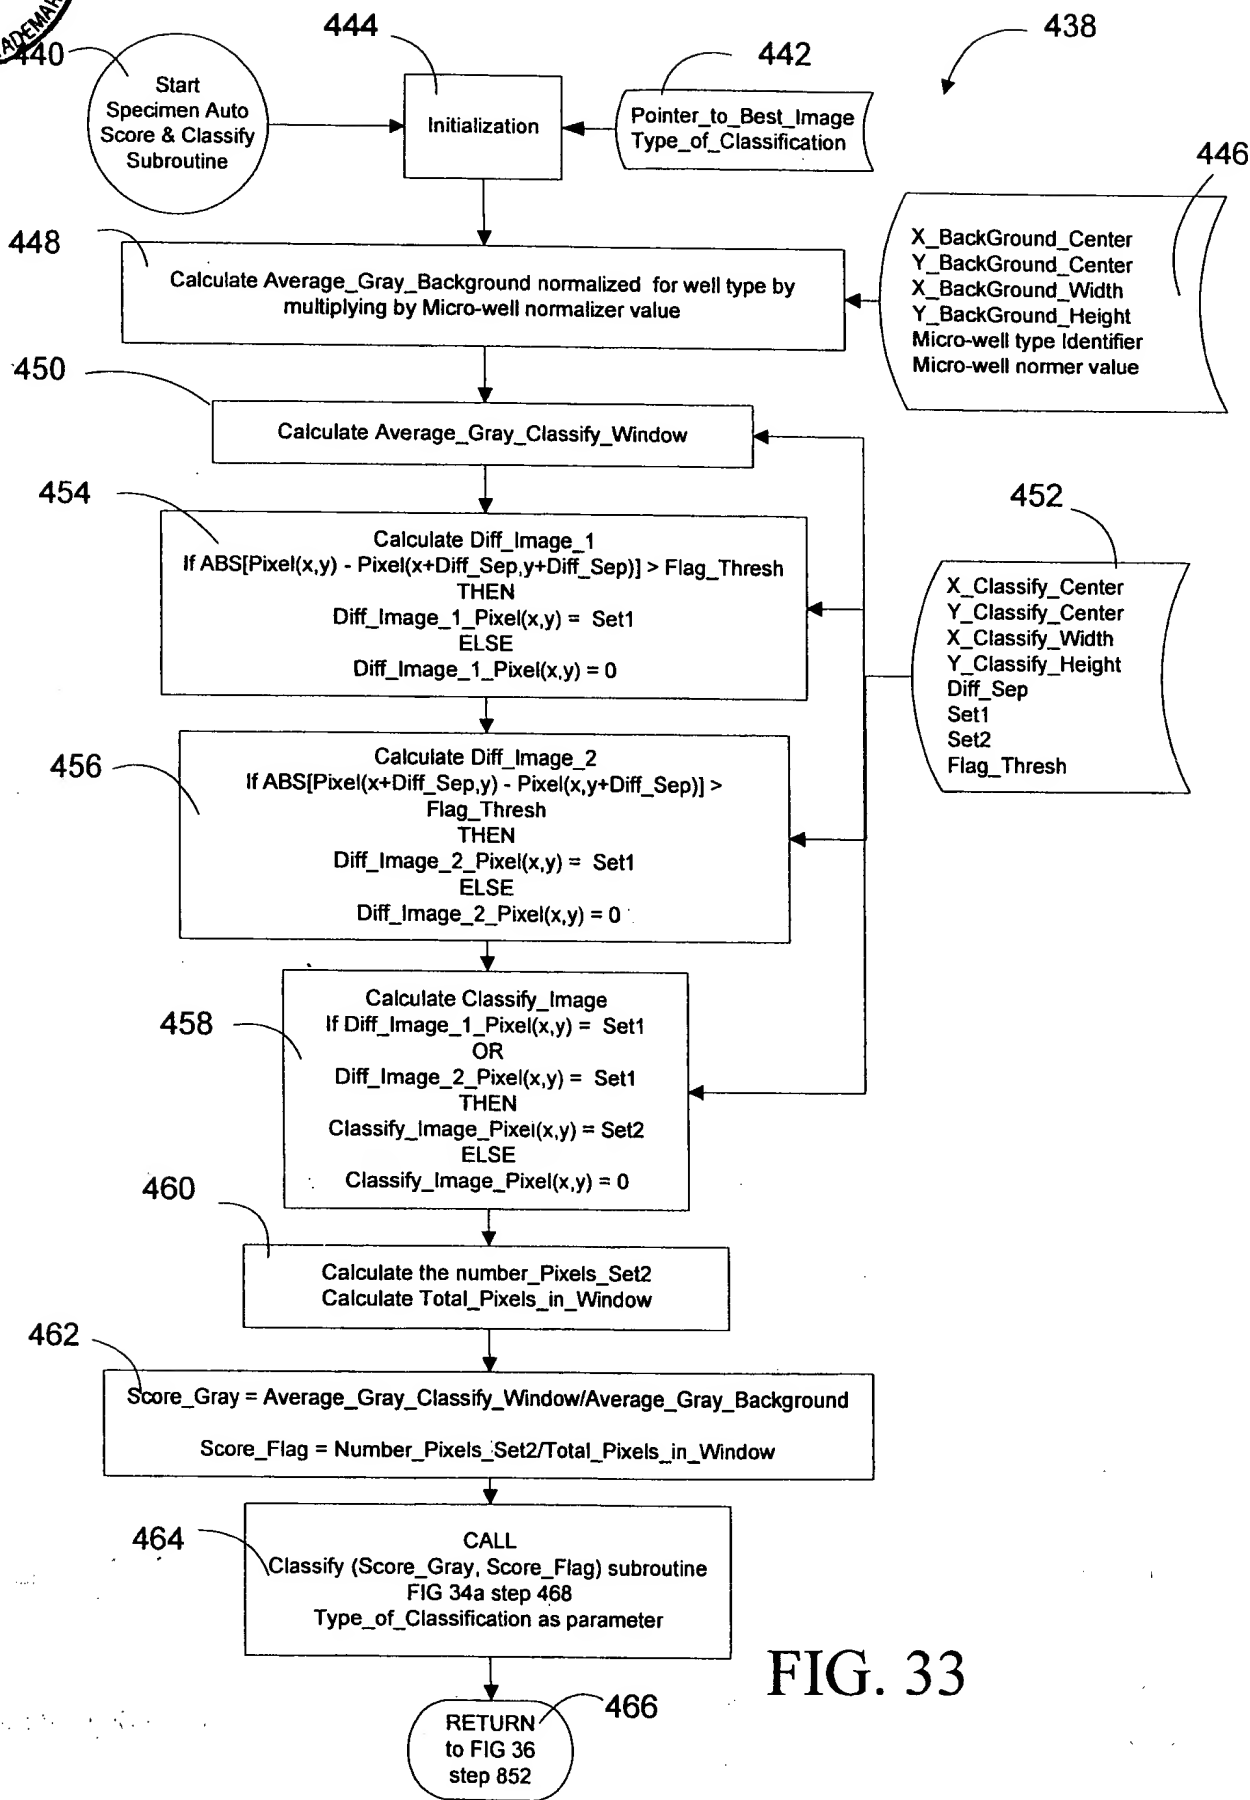 TRADEMARK
444
438
440
442
Start
Specimen Auto
Score & Classify
Subroutine
Initialization
Pointer_to_Best_Image
Type_of_Classification
446
448
X_BackGround_Center
Y_BackGround_Center
X_BackGround_Width
Y_BackGround_Height
Micro-well type Identifier
Micro-well normer value
Calculate Average_Gray_Background normalized for well type by
multiplying by Micro-well normalizer value
450
Calculate Average_Gray_Classify_Window
454
452
Calculate Diff_Image_1
If ABS[Pixel(x,y) - Pixel(x+Diff_Sep,y+Diff_Sep)] > Flag_Thresh
THEN
Diff_Image_1_Pixel(x,y) = Set1
ELSE
Diff_Image_1_Pixel(x,y) = 0
X_Classify_Center
Y_Classify_Center
X_Classify_Width
Y_Classify_Height
Diff_Sep
Set1
Set2
Flag_Thresh
456
Calculate Diff_Image_2
If ABS[Pixel(x+Diff_Sep,y) - Pixel(x,y+Diff_Sep)] >
Flag_Thresh
THEN
Diff_Image_2_Pixel(x,y) = Set1
ELSE
Diff_Image_2_Pixel(x,y) = 0
458
Calculate Classify_Image
If Diff_Image_1_Pixel(x,y) = Set1
OR
Diff_Image_2_Pixel(x,y) = Set1
THEN
Classify_Image_Pixel(x,y) = Set2
ELSE
Classify_Image_Pixel(x,y) = 0
460
Calculate the number_Pixels_Set2
Calculate Total_Pixels_in_Window
462
Score_Gray = Average_Gray_Classify_Window/Average_Gray_Background
Score_Flag = Number_Pixels_Set2/Total_Pixels_in_Window
464
CALL
Classify (Score_Gray, Score_Flag) subroutine
FIG 34a step 468
Type_of_Classification as parameter
FIG. 33
466
RETURN
to FIG 36
step 852